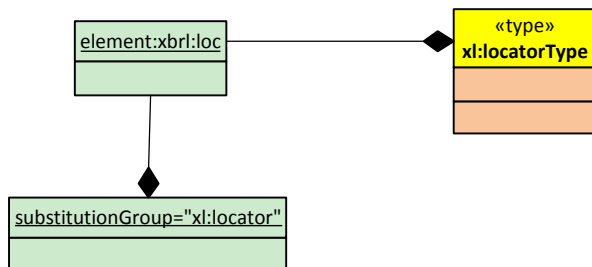 element:xbrl:loc
«type»
xl:locatorType
substitutionGroup="xl:locator"